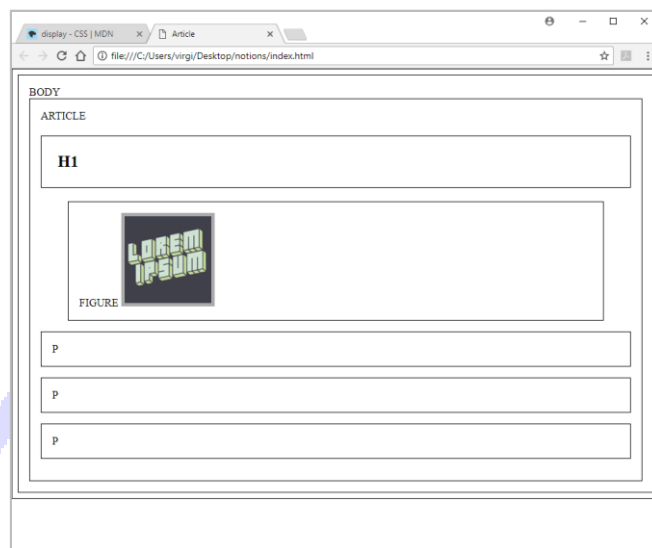 display - CSS | MDN
Article
file:///C:/Users/virgi/Desktop/notions/index.html
BODY
ARTICLE
H1
LOREM
IPSUM
FIGURE
P
P
P